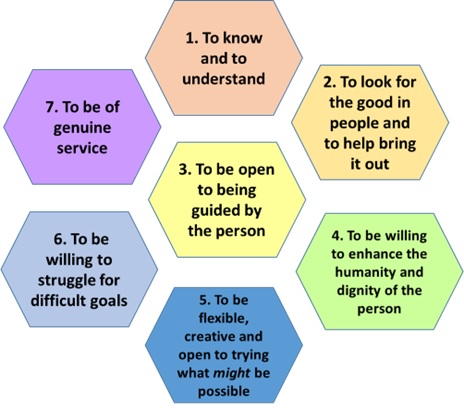 1. To know
and to
understand
2. To look for
the good in
people and
to help bring
it out
3. To be open
to being
guided by
the person
4. To be willing
to enhance the
humanity and
dignity of the
person
5. To be
flexible,
creative and
open to trying
what might be
possible
6. To be
willing to
struggle for
difficult goals
7. To be of
genuine
service